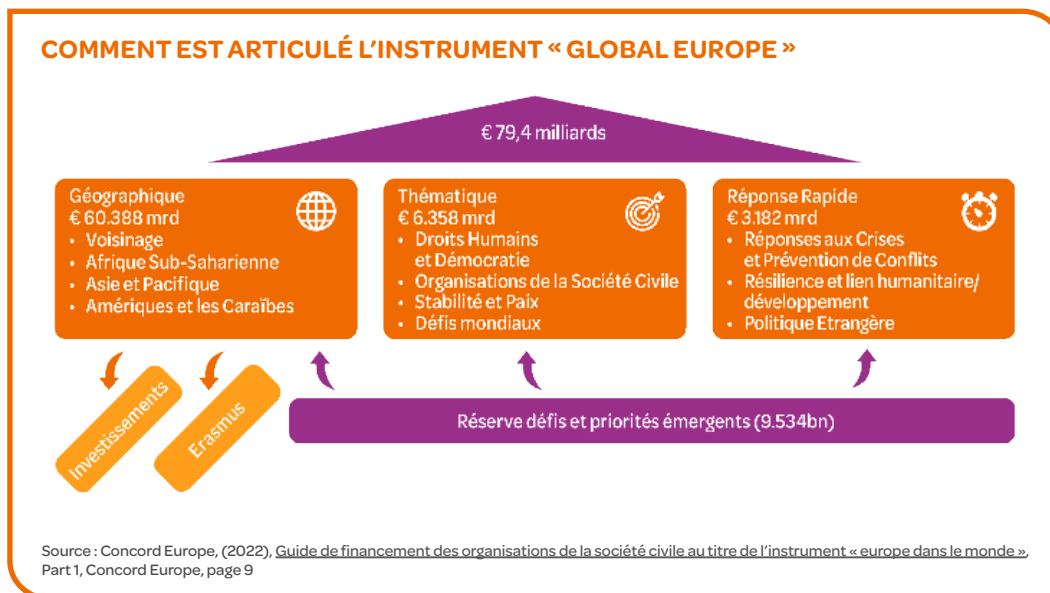 COMMENT EST ARTICULÉ L'INSTRUMENT « GLOBAL EUROPE »
€ 79,4 milliards
Géographique
€ 60.388 mrd
• Voisinage
• Afrique Sub-Saharienne
• Asie et Pacifique
• Amériques et les Caraïbes
Thématique
€ 6.358 mrd
• Droits Humains
et Démocratie
• Organisations de la Société Civile
• Stabilité et Paix
• Défis mondiaux
Réponse Rapide
€ 3.182 mrd
• Réponses aux Crises
et Prévention de Conflits
• Résilience et lien humanitaire/
développement
• Politique Etrangère
Investissements
Erasmus
Réserve défis et priorités émergents (9.534bn)
Source : Concord Europe, (2022), Guide de financement des organisations de la société civile au titre de l'instrument « europe dans le monde »,
Part 1, Concord Europe, page 9